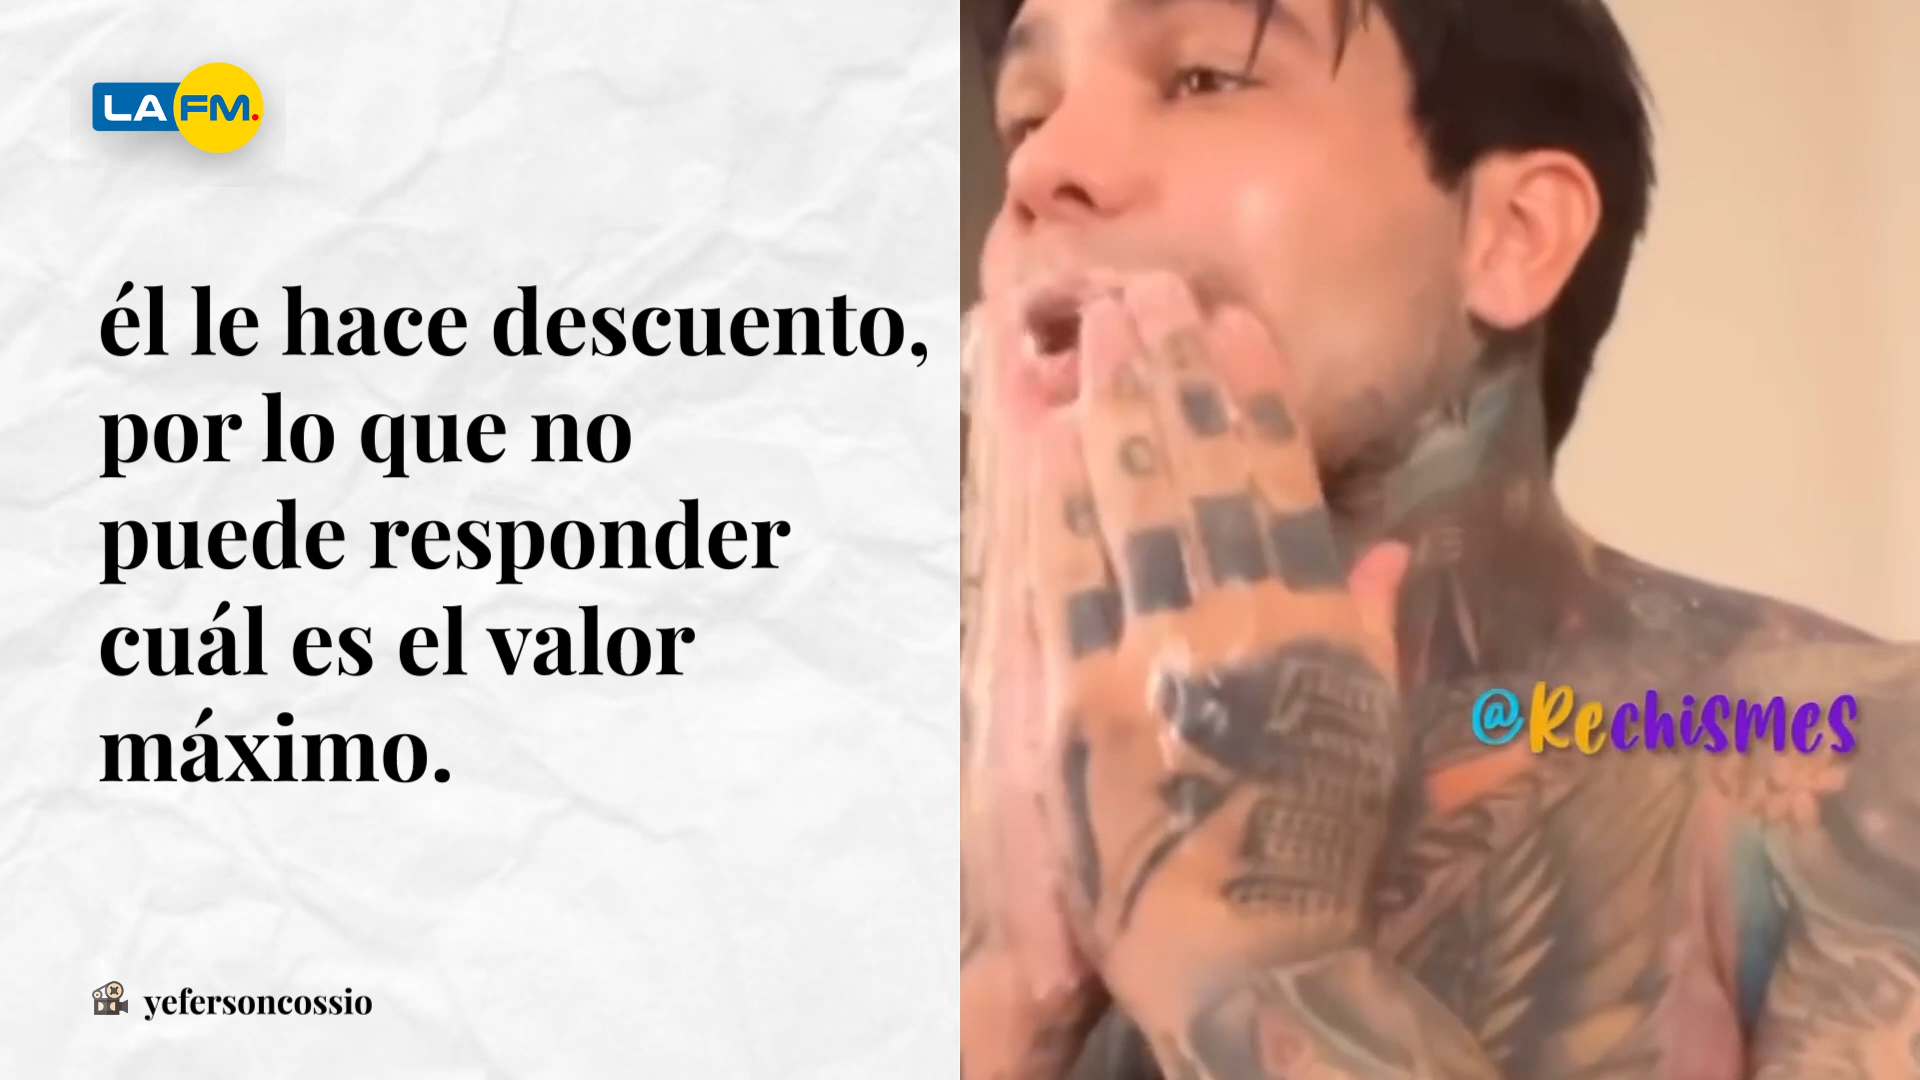 LA FM.
él le hace descuento,
por lo que no
puede responder
cuál es el valor
máximo.
@Rechismes
yefersoncossio